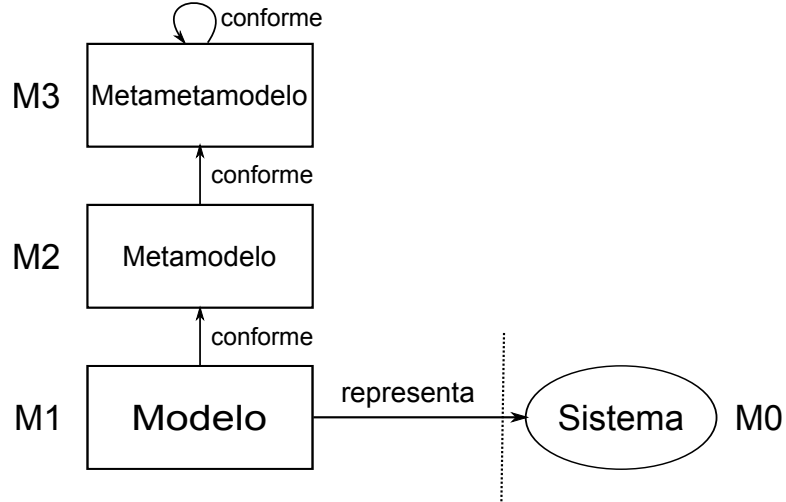 conforme
M3
Metametamodelo
conforme
M2
Metamodelo
conforme
M1
Modelo
representa
Sistema
M0